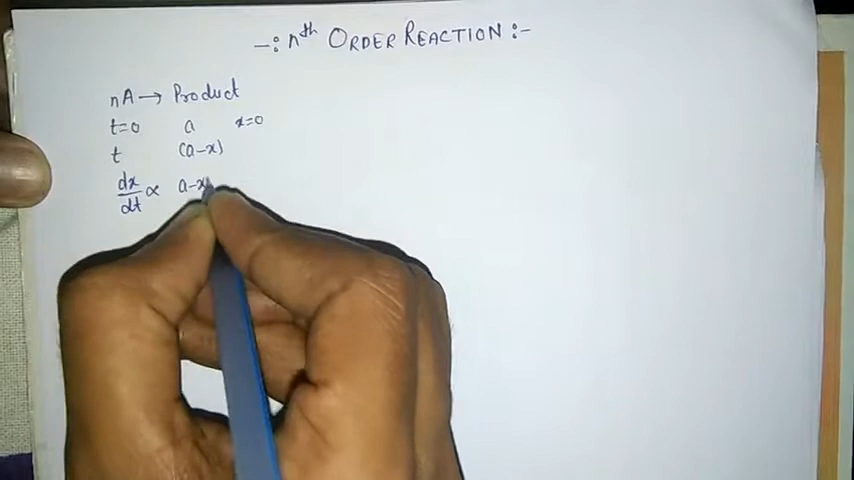 -: nth ORDER REACTION :-
nA → Product
t=0 a x=0
t (a-x)
dx/dt ∝ a-x